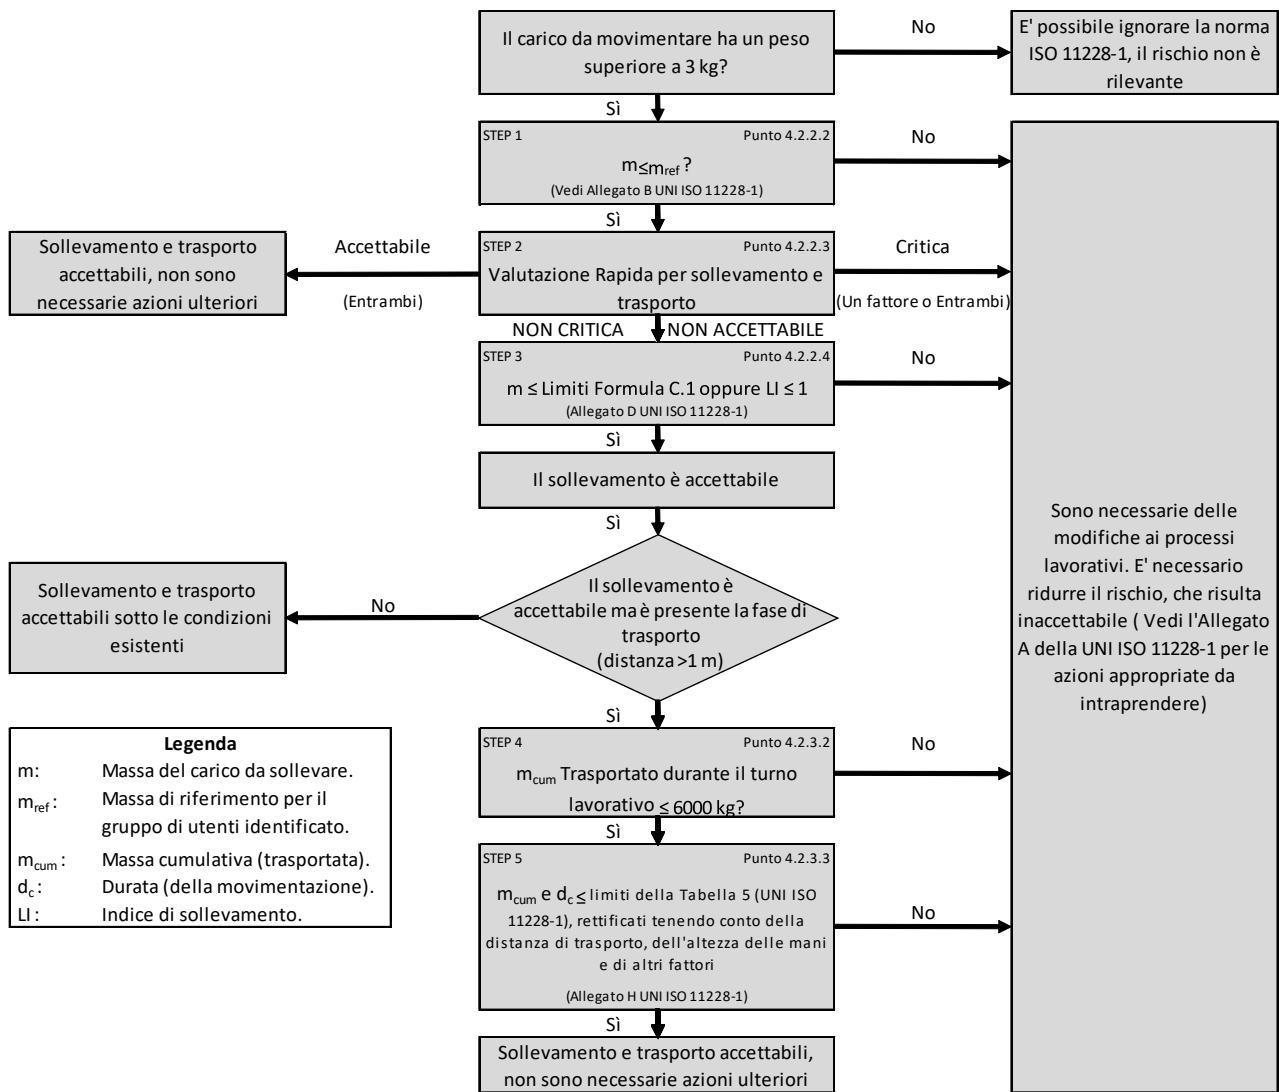 Il carico da movimentare ha un peso
superiore a 3 kg?
No
E' possibile ignorare la norma
ISO 11228-1, il rischio non è
rilevante
Sì
STEP 1 Punto 4.2.2.2
m≤mref ?
(Vedi Allegato B UNI ISO 11228-1)
No
Sì
Sollevamento e trasporto
accettabili, non sono
necessarie azioni ulteriori
Accettabile
(Entrambi)
STEP 2 Punto 4.2.2.3
Valutazione Rapida per sollevamento e
trasporto
Critica
(Un fattore o Entrambi)
NON CRITICA NON ACCETTABILE
STEP 3 Punto 4.2.2.4
m ≤ Limiti Formula C.1 oppure LI ≤ 1
(Allegato D UNI ISO 11228-1)
No
Sì
Il sollevamento è accettabile
Sì
Il sollevamento è
accettabile ma è presente la fase di
trasporto
(distanza >1 m)
No
Sollevamento e trasporto
accettabili sotto le condizioni
esistenti
Sono necessarie delle
modifiche ai processi
lavorativi. E' necessario
ridurre il rischio, che risulta
inaccettabile ( Vedi l'Allegato
A della UNI ISO 11228-1 per le
azioni appropriate da
intraprendere)
Sì
STEP 4 Punto 4.2.3.2
mcum Trasportato durante il turno
lavorativo ≤ 6000 kg?
No
Sì
STEP 5 Punto 4.2.3.3
mcum e dc ≤ limiti della Tabella 5 (UNI ISO
11228-1), rettificati tenendo conto della
distanza di trasporto, dell'altezza delle mani
e di altri fattori
(Allegato H UNI ISO 11228-1)
No
Sì
Sollevamento e trasporto accettabili,
non sono necessarie azioni ulteriori
Legenda
m: Massa del carico da sollevare.
mref : Massa di riferimento per il
gruppo di utenti identificato.
mcum : Massa cumulativa (trasportata).
dc : Durata (della movimentazione).
LI : Indice di sollevamento.